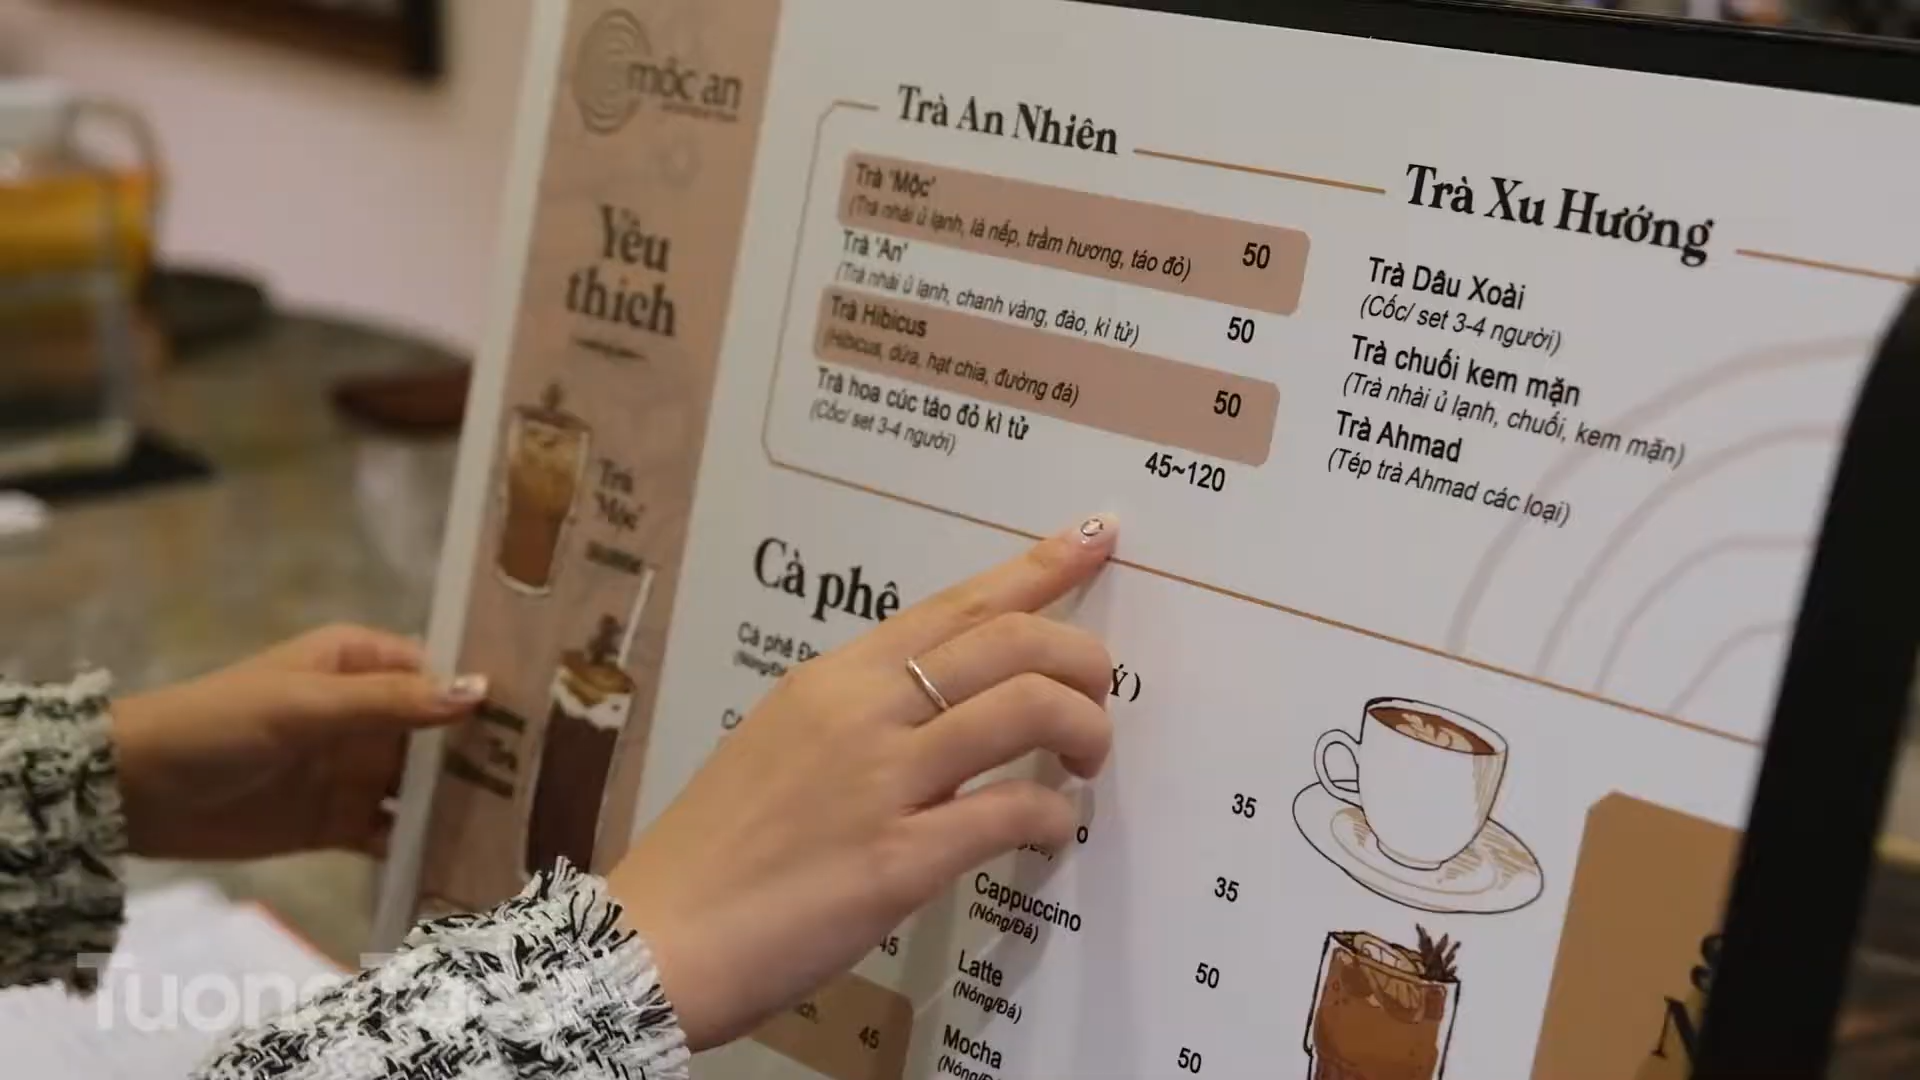 mộc an
Yêu
thích
Trà
'Mộc'
Trà An Nhiên
Trà 'Mộc'
(Trà nhài ủ lạnh, lá nếp, trầm hương, táo đỏ)
50
Trà 'An'
(Trà nhài ủ lạnh, chanh vàng, đào, kì tử)
50
Trà Hibicus
(Hibicus, dứa, hạt chia, đường đá)
50
Trà hoa cúc táo đỏ kì tử
(Cốc/ set 3-4 người)
45~120
Trà Xu Hướng
Trà Dâu Xoài
(Cốc/ set 3-4 người)
Trà chuối kem mặn
(Trà nhài ủ lạnh, chuối, kem mặn)
Trà Ahmad
(Tép trà Ahmad các loại)
Cà phê
Cà phê
Ý)
35
35
Cappuccino
(Nóng/Đá)
50
Latte
(Nóng/Đá)
50
Mocha
45
45